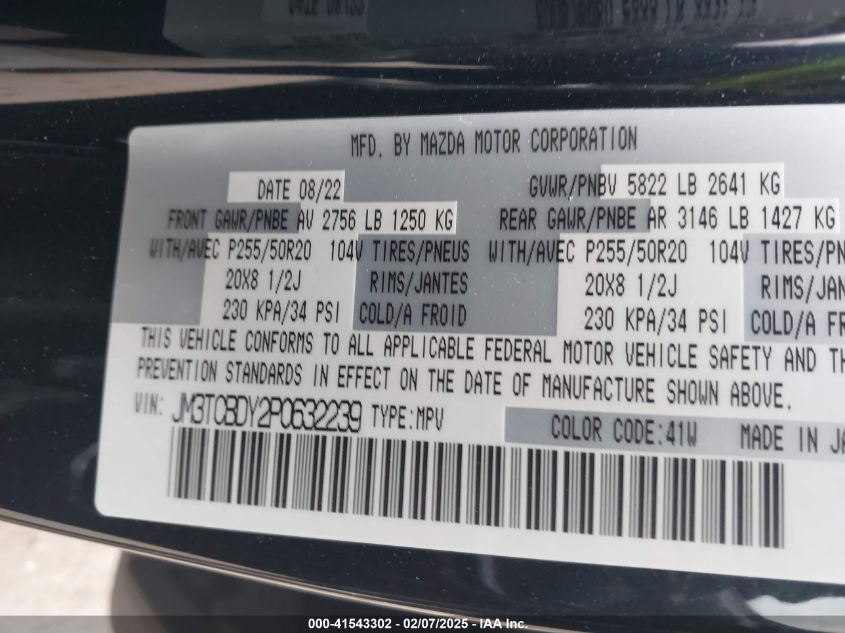 MFD. BY MAZDA MOTOR CORPORATION
DATE 08/22 GVWR/PNBV 5822 LB 2641 KG
FRONT GAWR/PNBE AV 2756 LB 1250 KG REAR GAWR/PNBE AR 3146 LB 1427 KG
WITH/AVEC P255/50R20 104V TIRES/PNEUS WITH/AVEC P255/50R20 104V TIRES/PN
20X8 1/2J RIMS/JANTES 20X8 1/2J RIMS/JAN
230 KPA/34 PSI COLD/A FROID 230 KPA/34 PSI COLD/A FR
THIS VEHICLE CONFORMS TO ALL APPLICABLE FEDERAL MOTOR VEHICLE SAFETY AND TH
PREVENTION STANDARDS IN EFFECT ON THE DATE OF MANUFACTURE SHOWN ABOVE.
VIN: JM3TCBDY2P0632239 TYPE:MPV
COLOR CODE:41W MADE IN JA
000-41543302 - 02/07/2025 - IAA Inc.